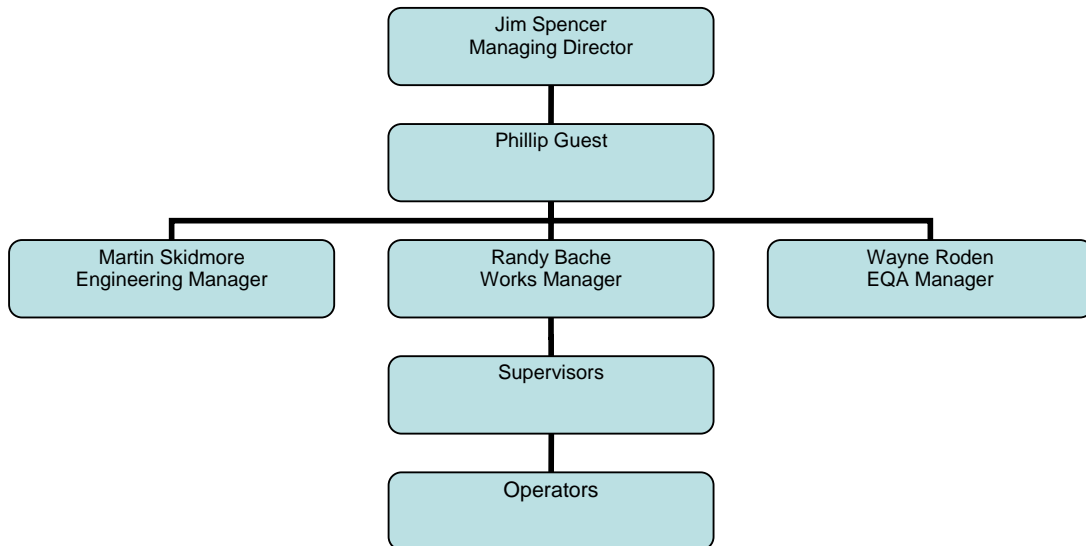 Jim Spencer
Managing Director
Phillip Guest
Martin Skidmore
Engineering Manager
Randy Bache
Works Manager
Wayne Roden
EQA Manager
Supervisors
Operators